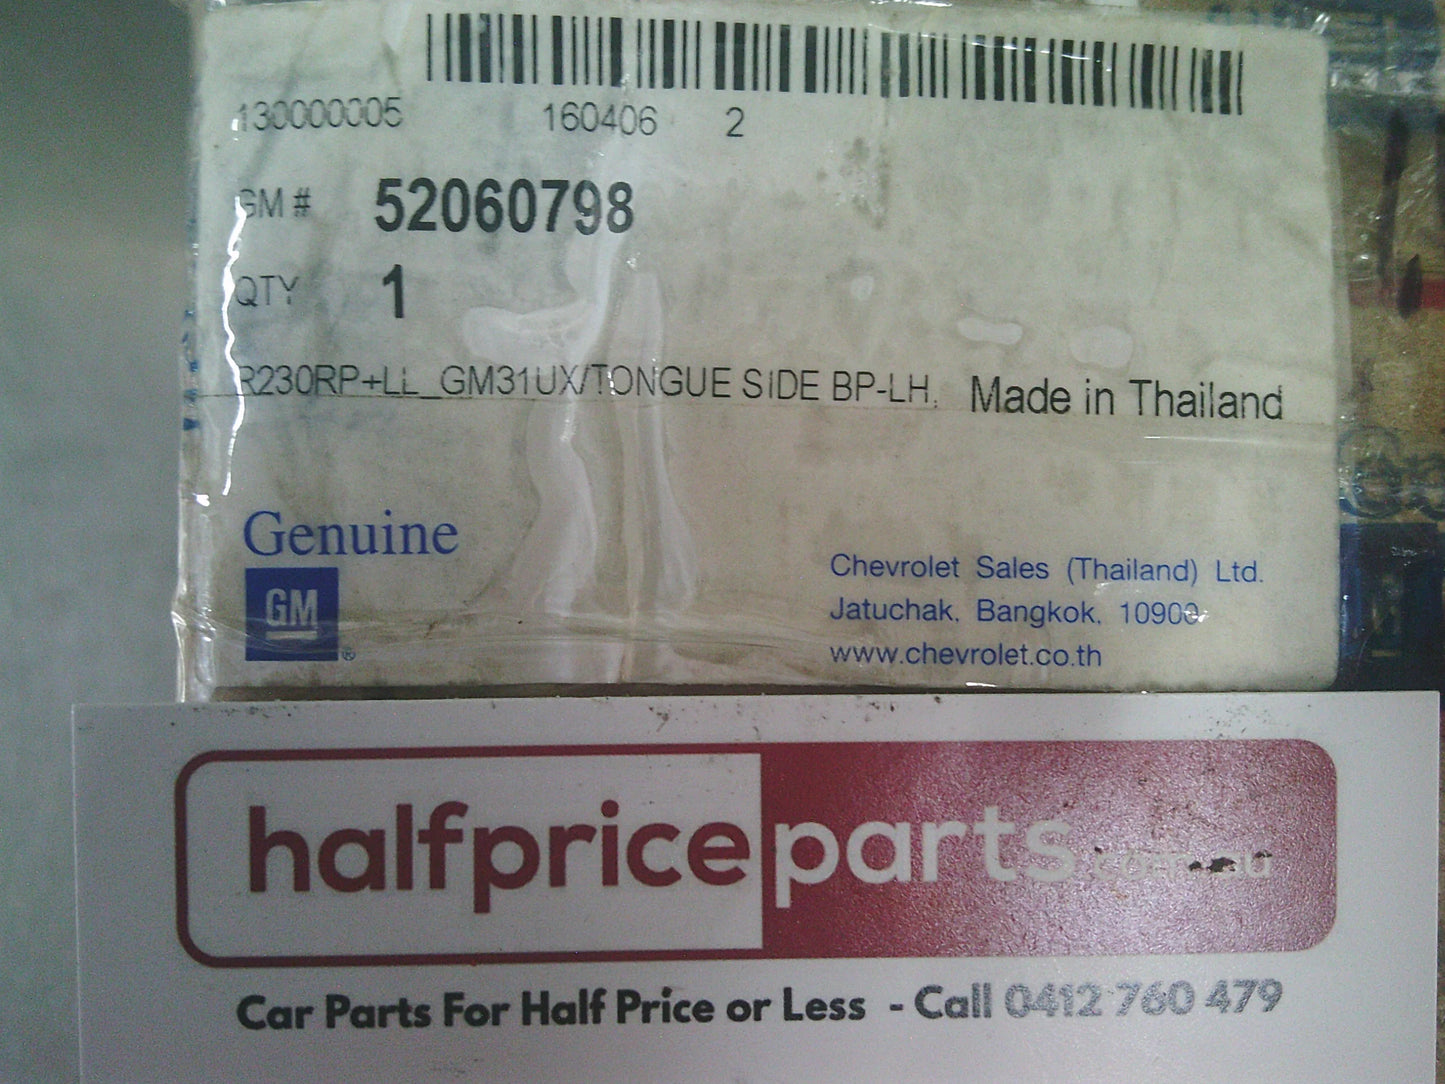 130000005 160406 2
GM # 52060798
QTY 1
R230RP+LL_GM31UX/TONGUE SIDE BP-LH. Made in Thailand
Genuine
GM ®
Chevrolet Sales (Thailand) Ltd.
Jatuchak, Bangkok, 10900
www.chevrolet.co.th
halfpriceparts.com.au
Car Parts For Half Price or Less - Call 0412 760 479